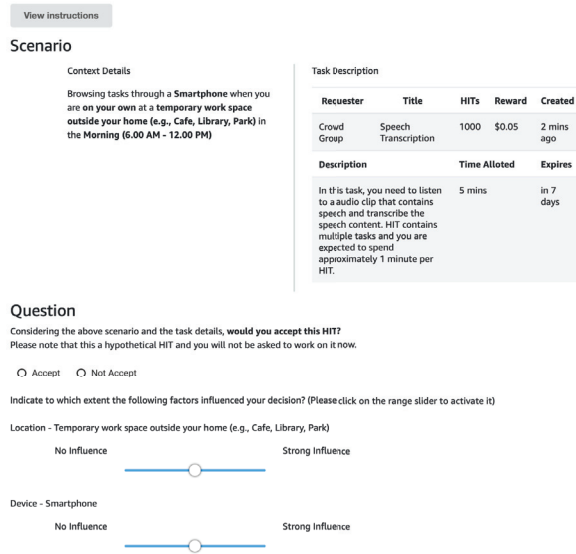 View instructions
Scenario
Context Details
Browsing tasks through a Smartphone when you
are on your own at a temporary work space
outside your home (e.g., Cafe, Library, Park) in
the Morning (6.00 AM - 12.00 PM)
Task Description
Requester Title HITs Reward Created
Crowd Speech 1000 $0.05 2 mins
Group Transcription ago
Description Time Alloted Expires
In this task, you need to listen 5 mins in 7
to a audio clip that contains days
speech and transcribe the
speech content. HIT contains
multiple tasks and you are
expected to spend
approximately 1 minute per
HIT.
Question
Considering the above scenario and the task details, would you accept this HIT?
Please note that this a hypothetical HIT and you will not be asked to work on it now.
Accept Not Accept
Indicate to which extent the following factors influenced your decision? (Please click on the range slider to activate it)
Location - Temporary work space outside your home (e.g., Cafe, Library, Park)
No Influence Strong Influence
Device - Smartphone
No Influence Strong Influence